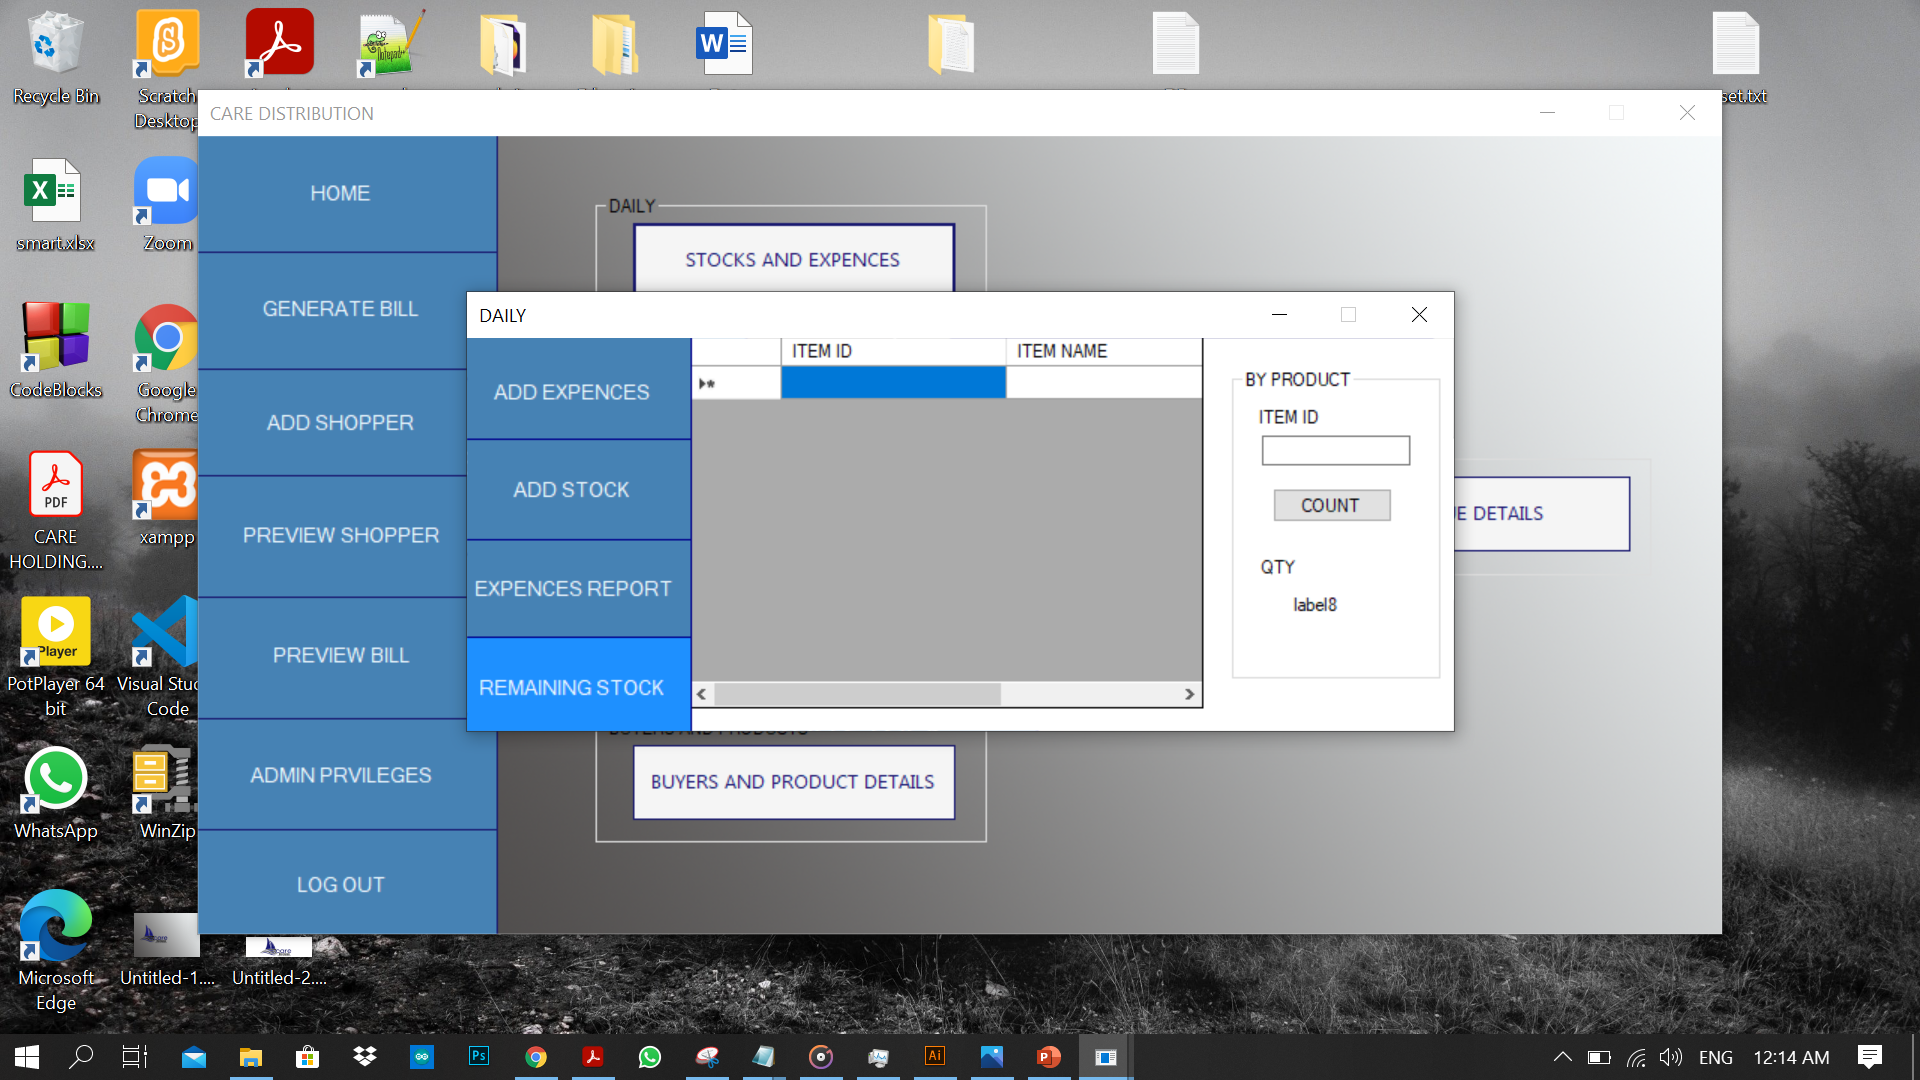 Recycle Bin
Scratch
Desktop
set.txt
smart.xlsx
Zoom
CodeBlocks
Google
Chrome
PDF
CARE
HOLDING....
xampp
Player
PotPlayer 64
bit
Visual Stu
Code
WhatsApp
WinZip
Microsoft
Edge
Untitled-1....
Untitled-2....
CARE DISTRIBUTION
HOME
GENERATE BILL
ADD SHOPPER
PREVIEW SHOPPER
PREVIEW BILL
ADMIN PRVILEGES
LOG OUT
DAILY
STOCKS AND EXPENCES
DAILY
ADD EXPENCES
ADD STOCK
EXPENCES REPORT
REMAINING STOCK
ITEM ID
ITEM NAME
BY PRODUCT
ITEM ID
COUNT
QTY
label8
E DETAILS
BUYERS AND PRODUCT DETAILS
ENG
12:14 AM